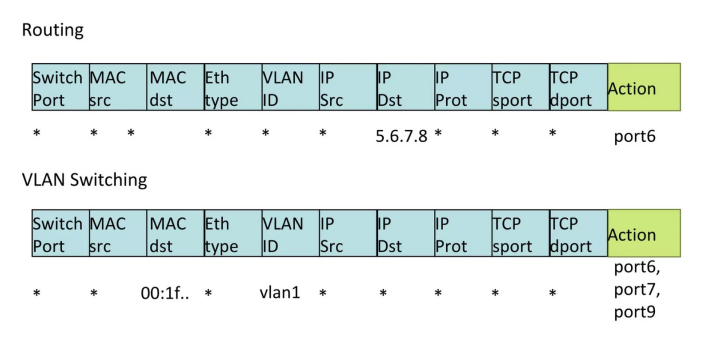 Routing
Switch Port MAC src MAC dst Eth type VLAN ID IP Src IP Dst IP Prot TCP sport TCP dport Action
* * * * * * 5.6.7.8 * * * port6
VLAN Switching
Switch Port MAC src MAC dst Eth type VLAN ID IP Src IP Dst IP Prot TCP sport TCP dport Action
* * 00:1f.. * vlan1 * * * * * port6, port7, port9